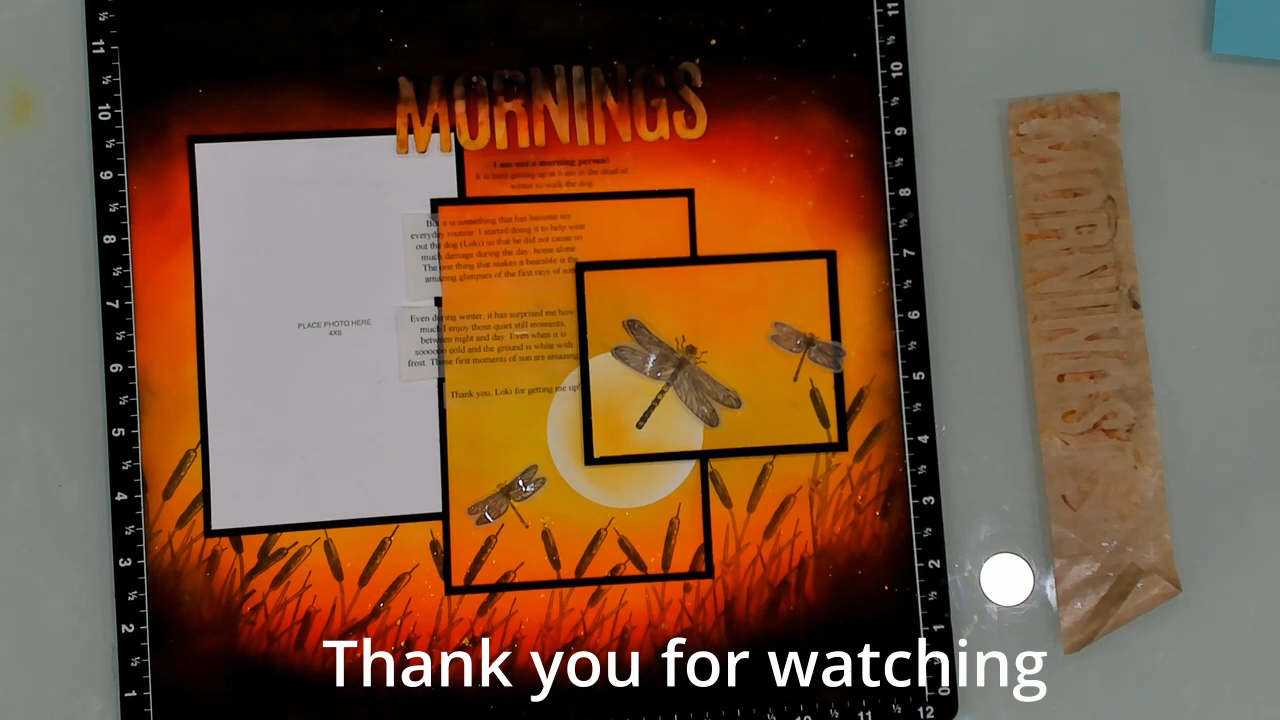 MORNINGS
I am not a morning person!
It is hard getting up at in the dead of
winter to walk the dog.
But it is something that has become my
everyday routine. I started doing it to help wear
out the dog (Loki) so that he did not cause so
much damage during the day, home alone
The one thing that makes it bearable is the
amazing glimpses of the first rays of
PLACE PHOTO HERE
4X6
Even during winter, it has surprised me how
much I enjoy those quiet still moments,
between night and day. Even when it is
soooooo cold and the ground is white with
frost. Those first moments of sun are amazing
Thank you, Loki for getting me up!
MORNINGS
Thank you for watching